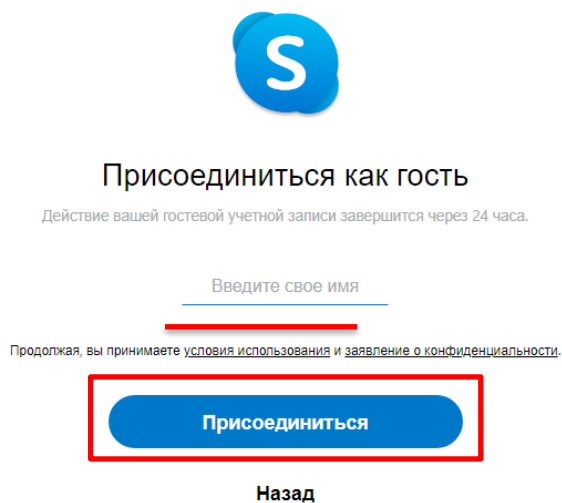 S
Присоединиться как гость
Действие вашей гостевой учетной записи завершится через 24 часа.
Введите свое имя
Продолжая, вы принимаете условия использования и заявление о конфиденциальности.
Присоединиться
Назад